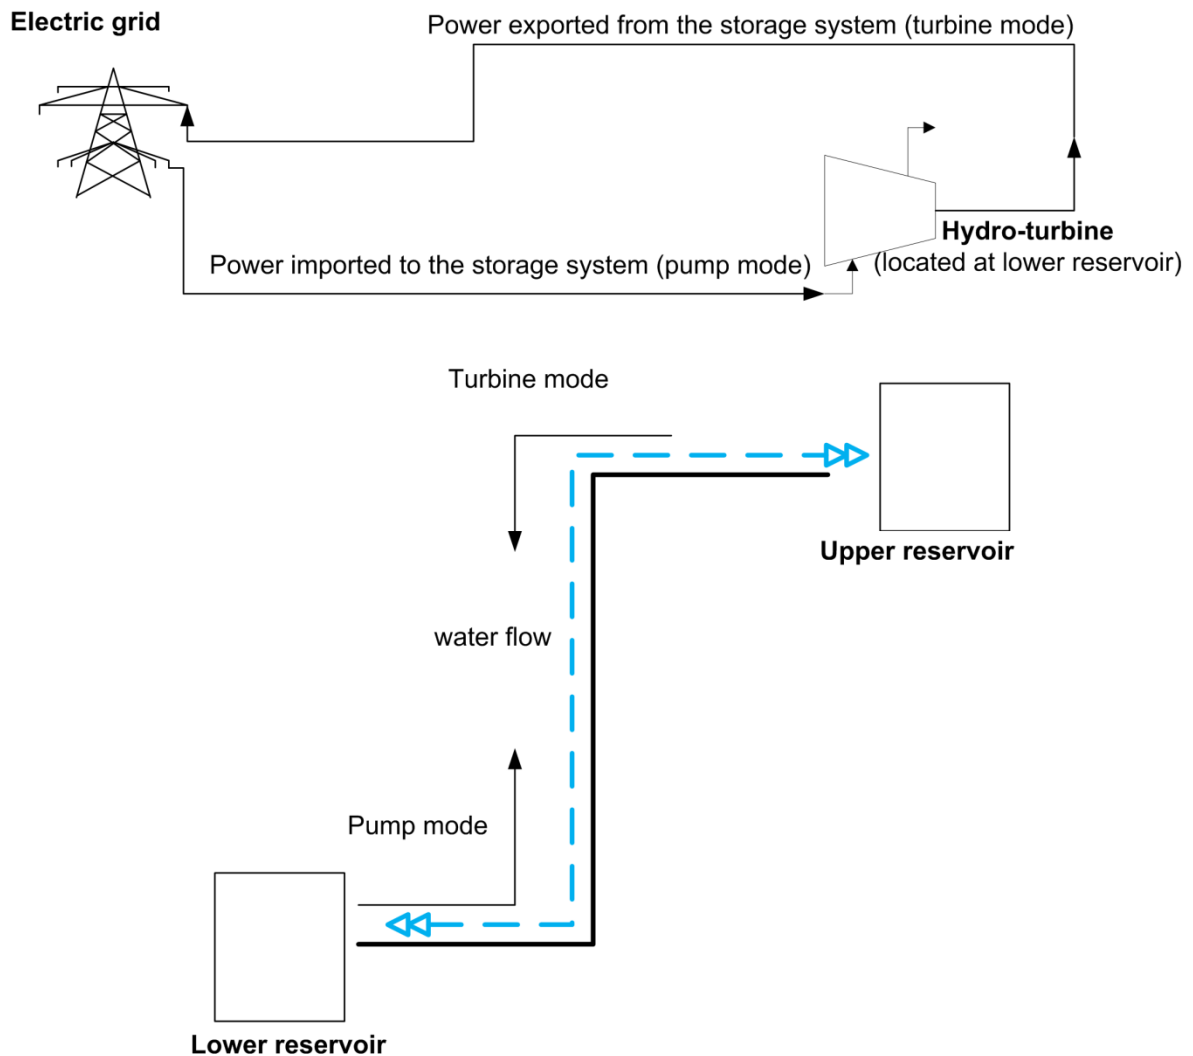 Electric grid
Power exported from the storage system (turbine mode)
Hydro-turbine
(located at lower reservoir)
Power imported to the storage system (pump mode)
Turbine mode
Upper reservoir
water flow
Pump mode
Lower reservoir